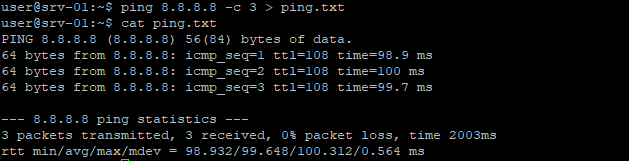 user@srv-01:~$ ping 8.8.8.8 -c 3 > ping.txt
user@srv-01:~$ cat ping.txt
PING 8.8.8.8 (8.8.8.8) 56(84) bytes of data.
64 bytes from 8.8.8.8: icmp_seq=1 ttl=108 time=98.9 ms
64 bytes from 8.8.8.8: icmp_seq=2 ttl=108 time=100 ms
64 bytes from 8.8.8.8: icmp_seq=3 ttl=108 time=99.7 ms

--- 8.8.8.8 ping statistics ---
3 packets transmitted, 3 received, 0% packet loss, time 2003ms
rtt min/avg/max/mdev = 98.932/99.648/100.312/0.564 ms